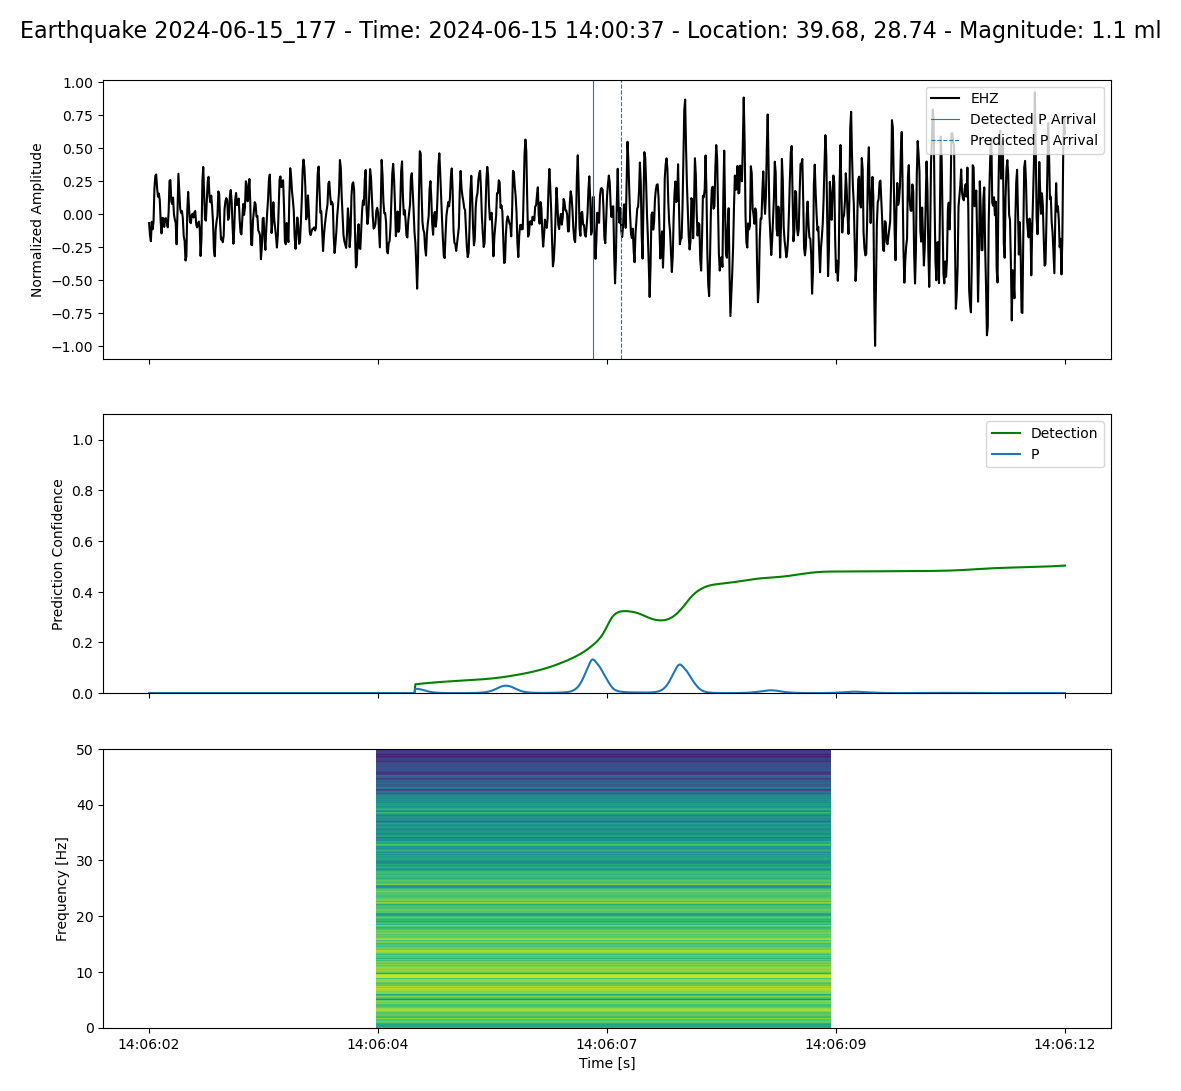 Earthquake 2024-06-15_177 - Time: 2024-06-15 14:00:37 - Location: 39.68, 28.74 - Magnitude: 1.1 ml
1.00
0.75
0.50
0.25
0.00
−0.25
−0.50
−0.75
−1.00
Normalized Amplitude
EHZ
Detected P Arrival
Predicted P Arrival
1.0
0.8
0.6
0.4
0.2
0.0
Prediction Confidence
Detection
P
50
40
30
20
10
0
Frequency [Hz]
14:06:02
14:06:04
14:06:07
14:06:09
14:06:12
Time [s]